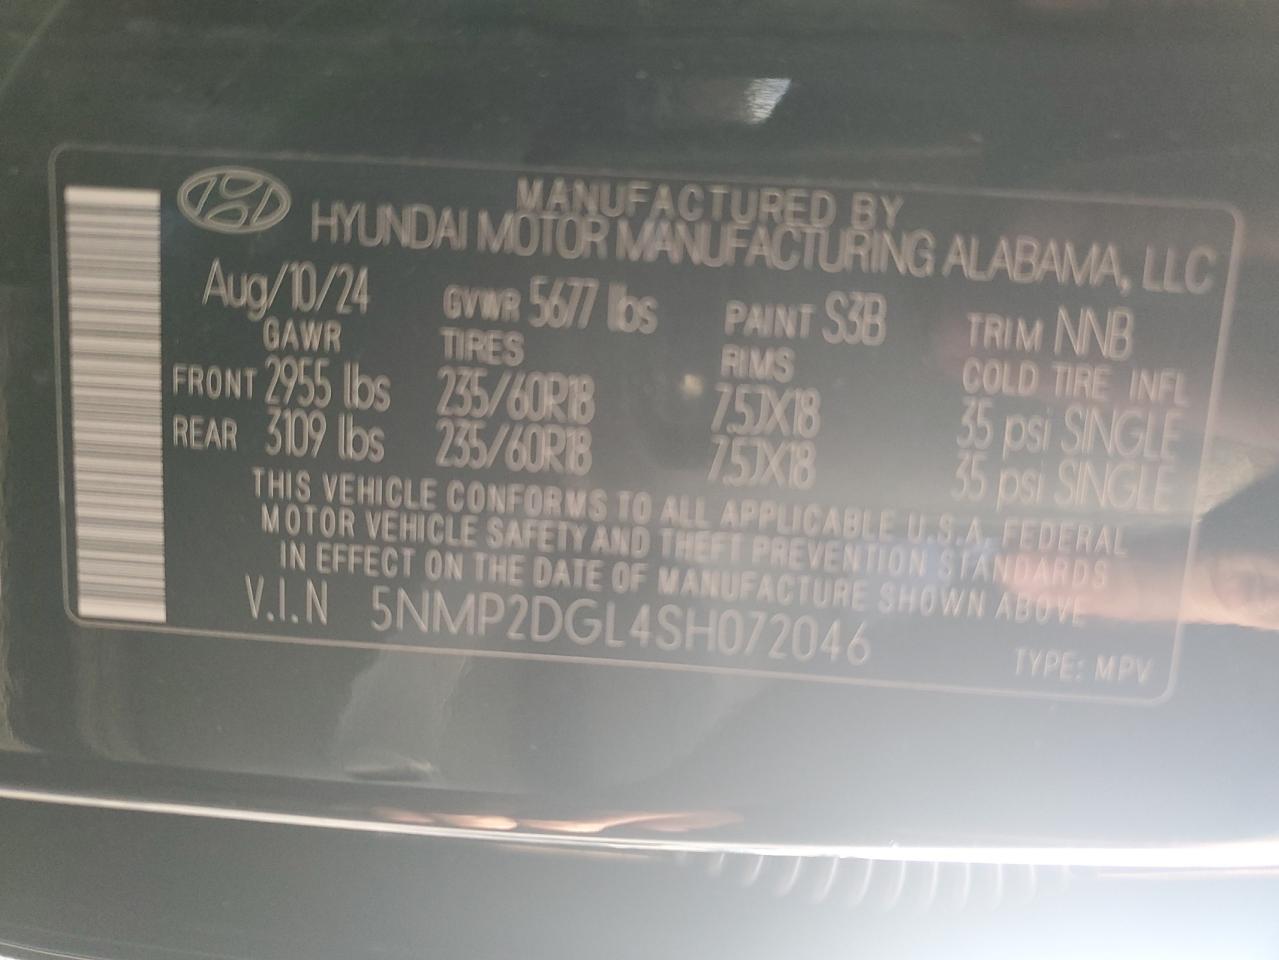 MANUFACTURED BY
HYUNDAI MOTOR MANUFACTURING ALABAMA, LLC
Aug/10/24 GVWR 5677 lbs PAINT S3B TRIM NNB
GAWR TIRES RIMS COLD TIRE INFL
FRONT 2955 lbs 235/60R18 7.5JX18 35 psi SINGLE
REAR 3109 lbs 235/60R18 7.5JX18 35 psi SINGLE
THIS VEHICLE CONFORMS TO ALL APPLICABLE U.S.A. FEDERAL
MOTOR VEHICLE SAFETY AND THEFT PREVENTION STANDARDS
IN EFFECT ON THE DATE OF MANUFACTURE SHOWN ABOVE.
V.I.N 5NMP2DGL4SH072046
TYPE: MPV